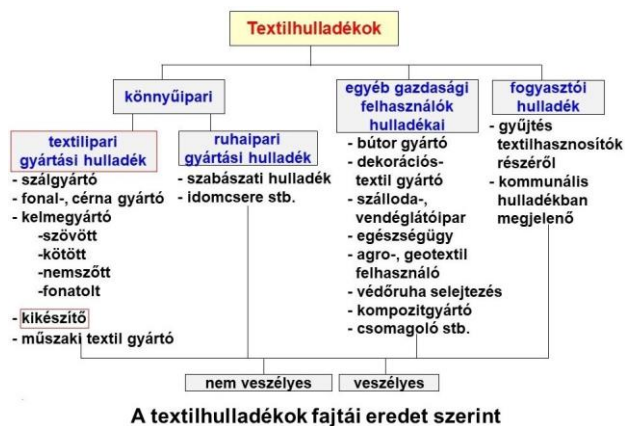 Textilhulladékok
könnyűipari
egyéb gazdasági
felhasználók
hulladékai
fogyasztói
hulladék
textilipari
gyártási hulladék
ruhaipari
gyártási hulladék
- szálgyártó
- fonal-, cérna gyártó
- kelmegyártó
-szövött
-kötött
-nemszőtt
-fonatolt
- kikészítő
- műszaki textil gyártó
- szabászati hulladék
- idomcsere stb.
- bútor gyártó
- dekorációs-
textil gyártó
- szálloda-,
vendéglátóipar
- egészségügy
- agro-, geotextil
felhasználó
- védőruha selejtezés
- kompozitgyártó
- csomagoló stb.
- gyűjtés
textilhasznosítók
részéről
- kommunális
hulladékban
megjelenő
nem veszélyes
veszélyes
A textilhulladékok fajtái eredet szerint